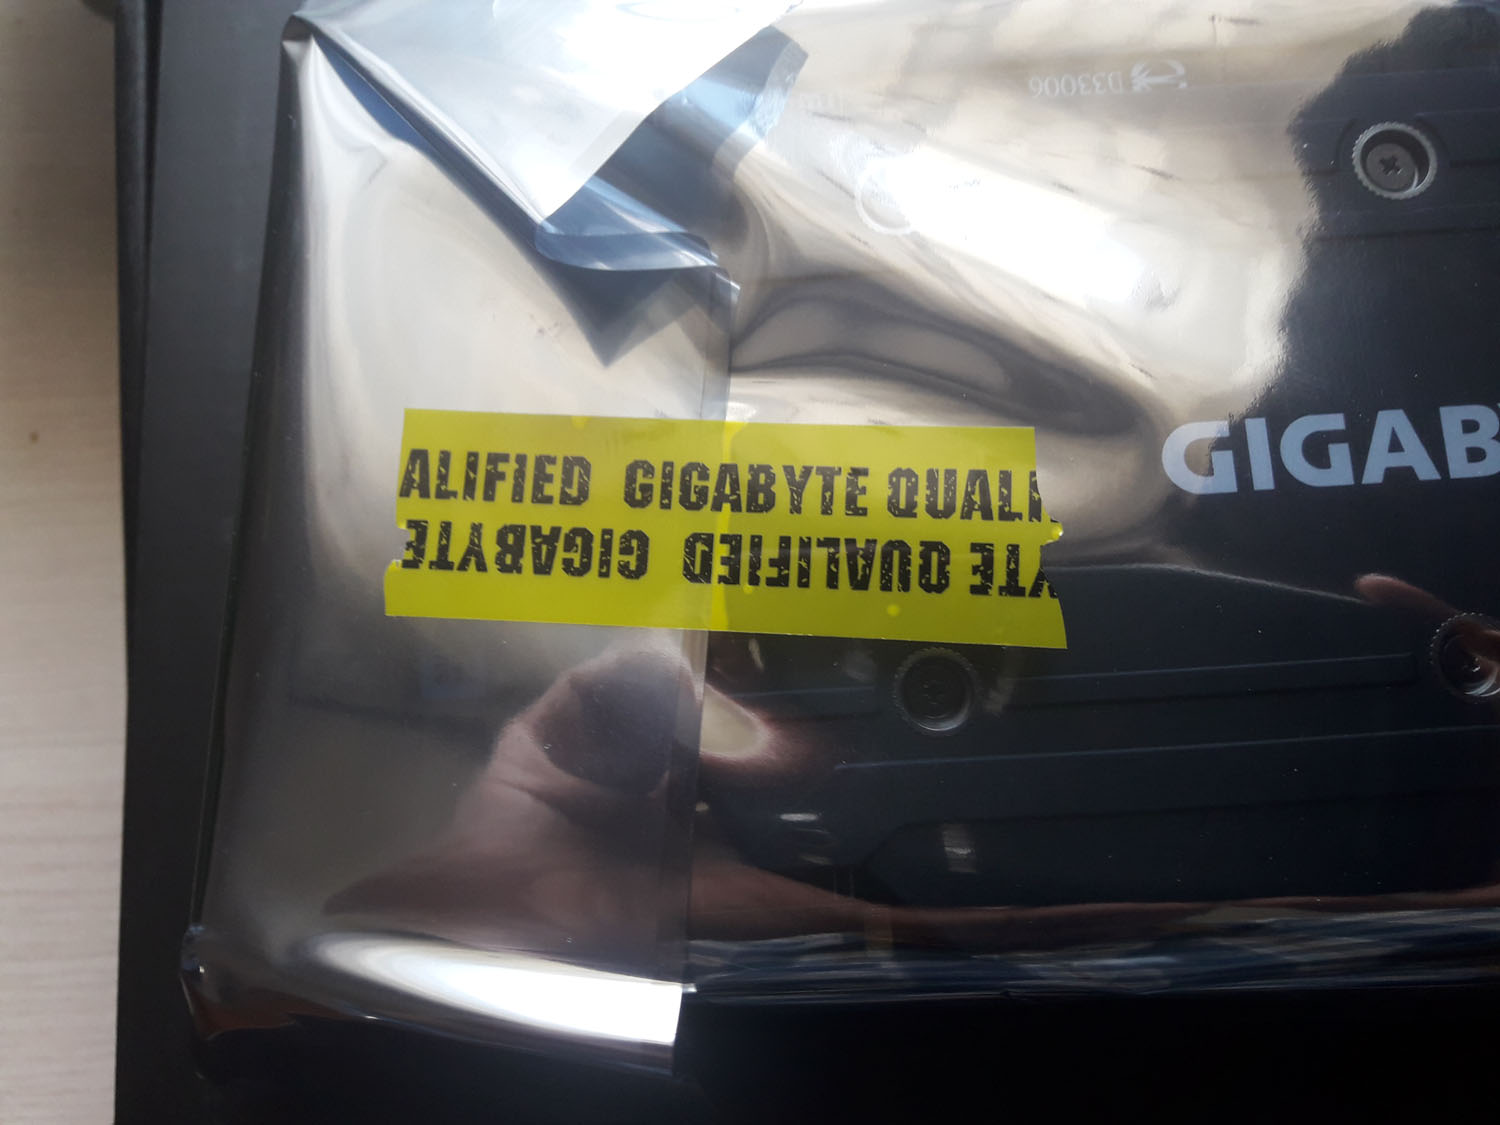 D33006
GIGAB
ALIFIED GIGABYTE QUALI
YTE QUALIFIED GIGABYTE